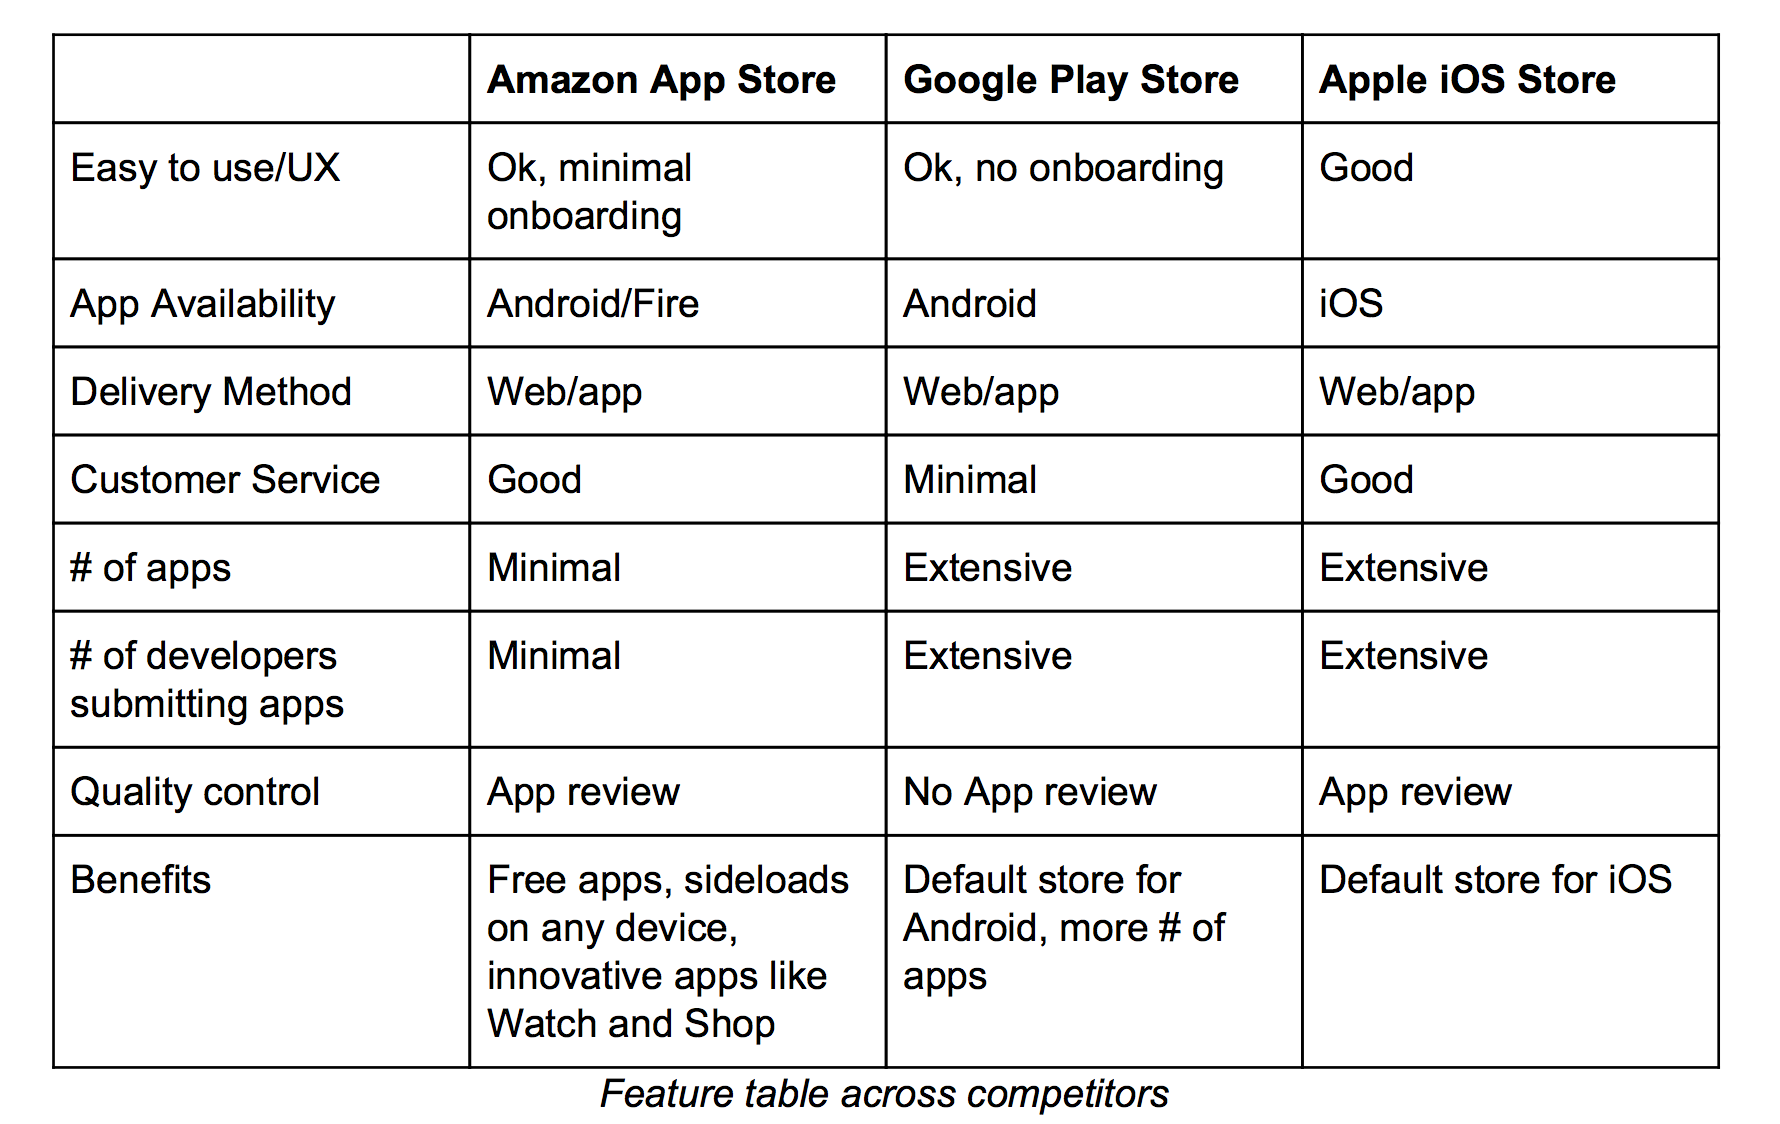 Amazon App Store Google Play Store Apple iOS Store
Easy to use/UX
Ok, minimal
onboarding
Ok, no onboarding
Good
App Availability
Android/Fire
Android
iOS
Delivery Method
Web/app
Web/app
Web/app
Customer Service
Good
Minimal
Good
# of apps
Minimal
Extensive
Extensive
# of developers
submitting apps
Minimal
Extensive
Extensive
Quality control
App review
No App review
App review
Benefits
Free apps, sideloads
on any device,
innovative apps like
Watch and Shop
Default store for
Android, more # of
apps
Default store for iOS
Feature table across competitors